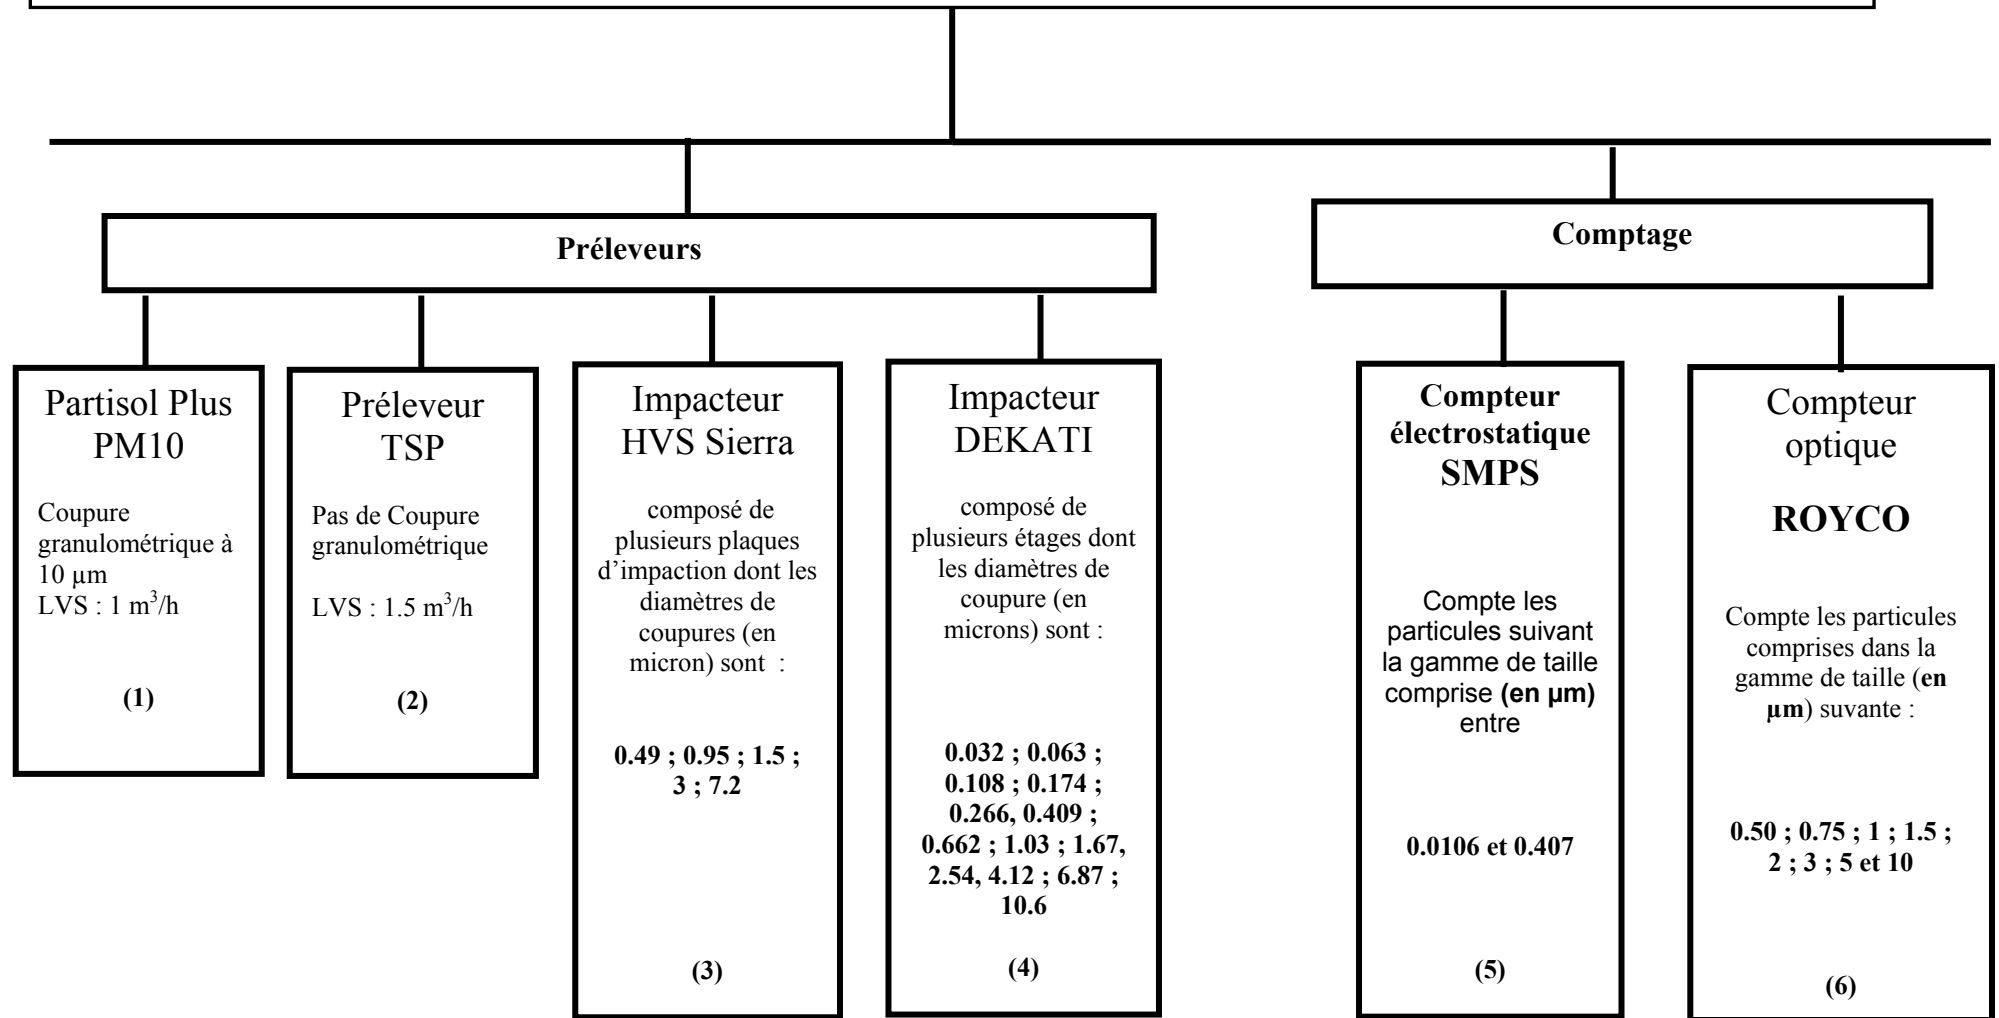 Préleveurs
Comptage
Partisol Plus
PM10
Coupure
granulométrique à
10 µm
LVS : 1 m³/h
(1)
Préleveur
TSP
Pas de Coupure
granulométrique
LVS : 1.5 m³/h
(2)
Impacteur
HVS Sierra
composé de
plusieurs plaques
d’impaction dont les
diamètres de
coupures (en
micron) sont :
0.49 ; 0.95 ; 1.5 ;
3 ; 7.2
(3)
Impacteur
DEKATI
composé de
plusieurs étages dont
les diamètres de
coupure (en
microns) sont :
0.032 ; 0.063 ;
0.108 ; 0.174 ;
0.266, 0.409 ;
0.662 ; 1.03 ; 1.67,
2.54, 4.12 ; 6.87 ;
10.6
(4)
Compteur
électrostatique
SMPS
Compte les
particules suivant
la gamme de taille
comprise (en µm)
entre
0.0106 et 0.407
(5)
Compteur
optique
ROYCO
Compte les particules
comprises dans la
gamme de taille (en
µm) suvante :
0.50 ; 0.75 ; 1 ; 1.5 ;
2 ; 3 ; 5 et 10
(6)